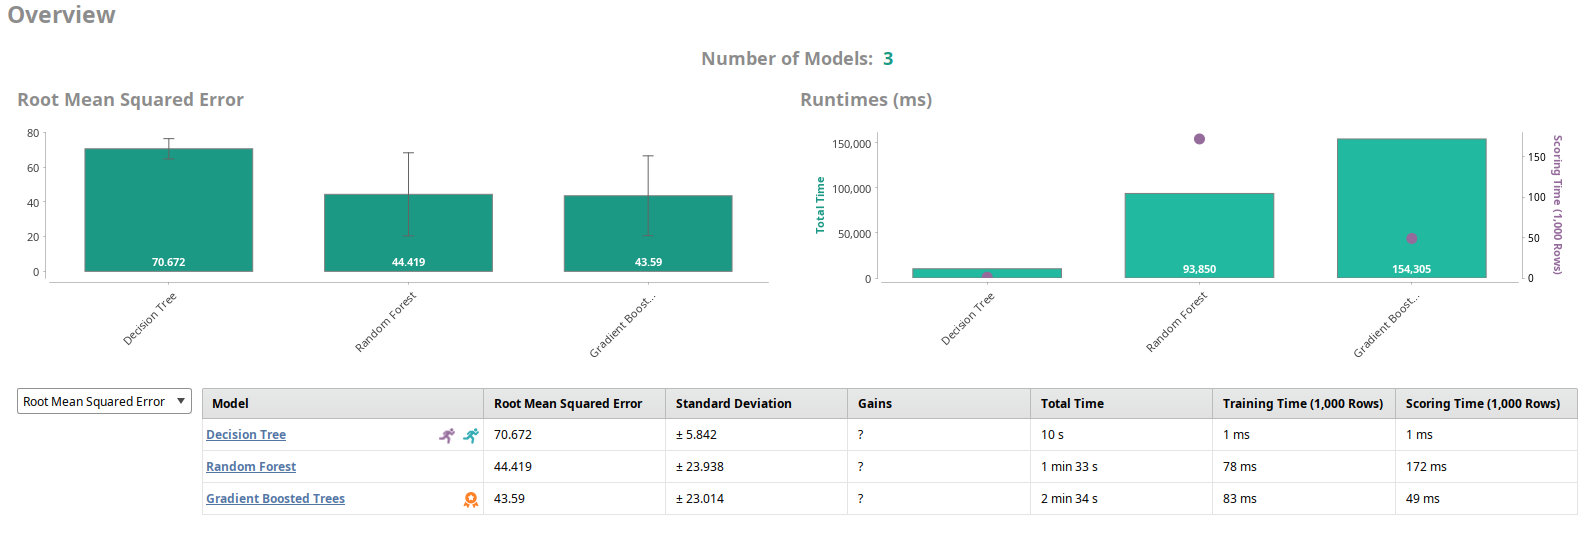 Overview
Number of Models: 3
Root Mean Squared Error
80
60
40
20
0
70.672
44.419
43.59
Decision Tree
Random Forest
Gradient Boost...
Runtimes (ms)
Total Time
150,000
100,000
50,000
0
93,850
154,305
150
100
50
0
Scoring Time (1,000 Rows)
Decision Tree
Random Forest
Gradient Boost...
Root Mean Squared Error
Model Root Mean Squared Error Standard Deviation Gains Total Time Training Time (1,000 Rows) Scoring Time (1,000 Rows)
Decision Tree 70.672 ± 5.842 ? 10 s 1 ms 1 ms
Random Forest 44.419 ± 23.938 ? 1 min 33 s 78 ms 172 ms
Gradient Boosted Trees 43.59 ± 23.014 ? 2 min 34 s 83 ms 49 ms